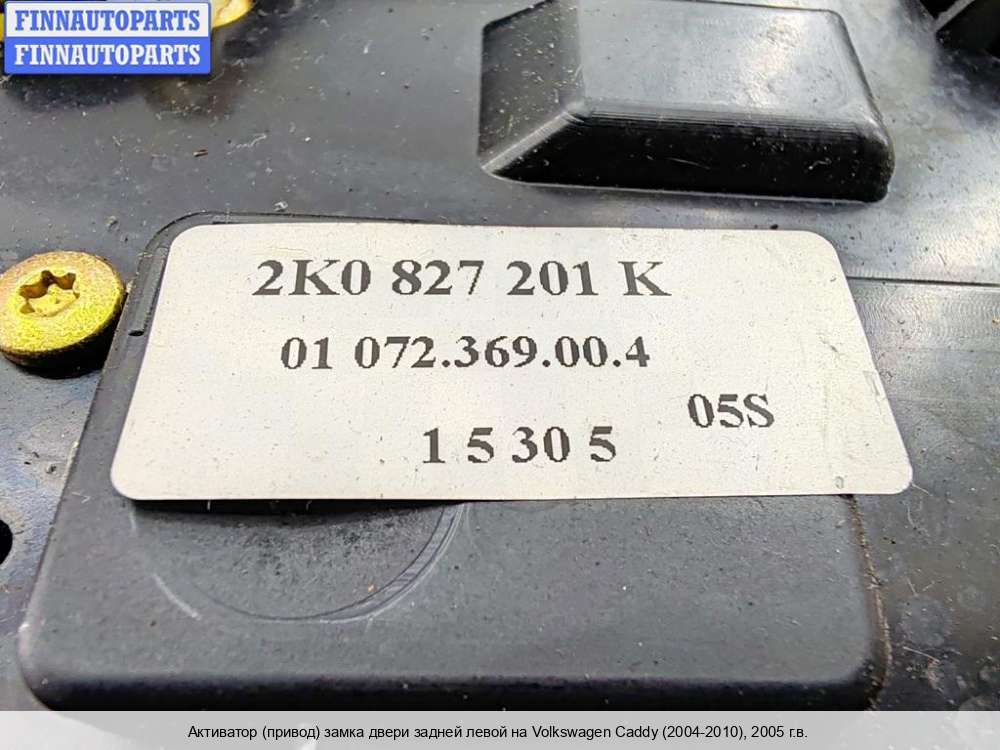 FINNAUTOPARTS
FINNAUTOPARTS
2K0 827 201 K
01 072.369.00.4
05S
1 5 30 5
Активатор (привод) замка двери задней левой на Volkswagen Caddy (2004-2010), 2005 г.в.